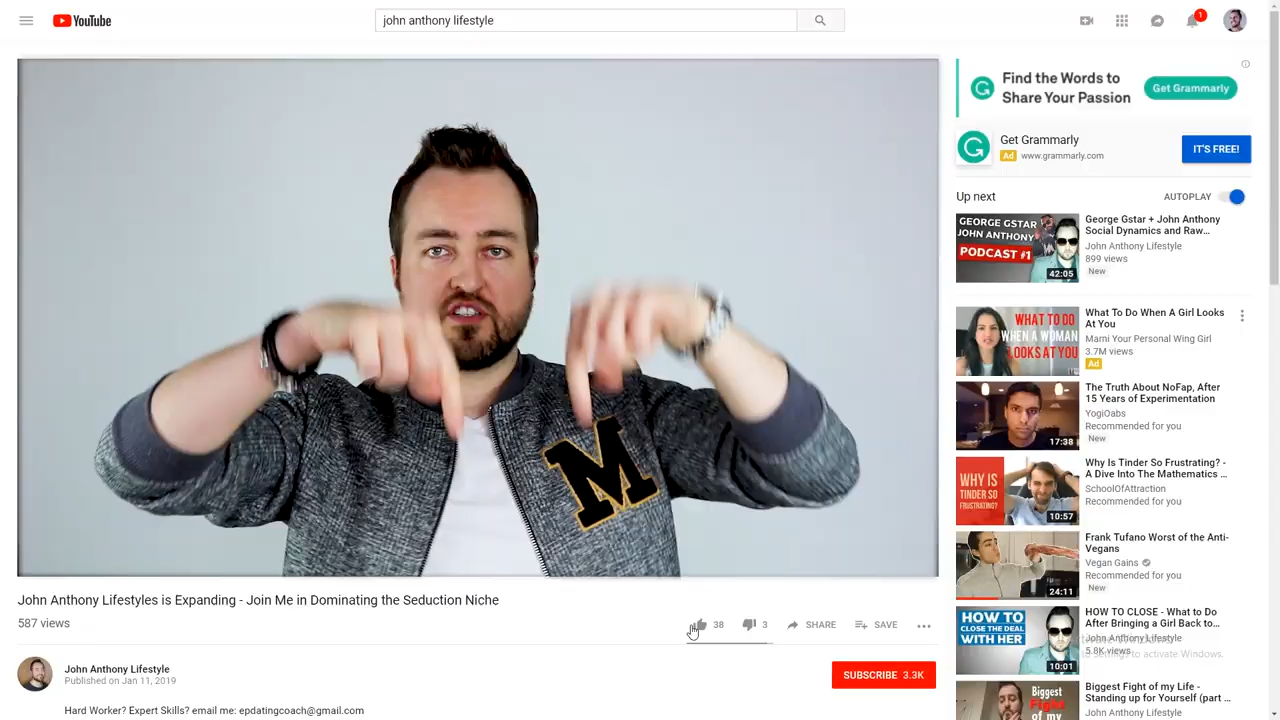 YouTube
john anthony lifestyle
1
M
John Anthony Lifestyles is Expanding - Join Me in Dominating the Seduction Niche
587 views
38
3
SHARE
SAVE
John Anthony Lifestyle
Published on Jan 11, 2019
SUBSCRIBE 3.3K
Hard Worker? Expert Skills? email me: epdatingcoach@gmail.com
Find the Words to
Share Your Passion
Get Grammarly
Get Grammarly
Ad www.grammarly.com
IT'S FREE!
Up next
AUTOPLAY
GEORGE GSTAR
JOHN ANTHONY
PODCAST #1
42:05
George Gstar + John Anthony
Social Dynamics and Raw…
John Anthony Lifestyle
899 views
New
WHAT TO DO
WHEN A WOMAN
LOOKS AT YOU
What To Do When A Girl Looks
At You
Marni Your Personal Wing Girl
3.7M views
Ad
17:38
The Truth About NoFap, After
15 Years of Experimentation
YogiOabs
Recommended for you
New
WHY IS
TINDER SO
FRUSTRATING?
10:57
Why Is Tinder So Frustrating? -
A Dive Into The Mathematics …
SchoolOfAttraction
Recommended for you
24:11
Frank Tufano Worst of the Anti-
Vegans
Vegan Gains
Recommended for you
New
HOW TO
CLOSE
THE DEAL
WITH HER
10:01
HOW TO CLOSE - What to Do
After Bringing a Girl Back to…
John Anthony Lifestyle
5.8K views
to activate Windows.
Biggest
Fight
of my
Biggest Fight of my Life -
Standing up for Yourself (part …
John Anthony Lifestyle